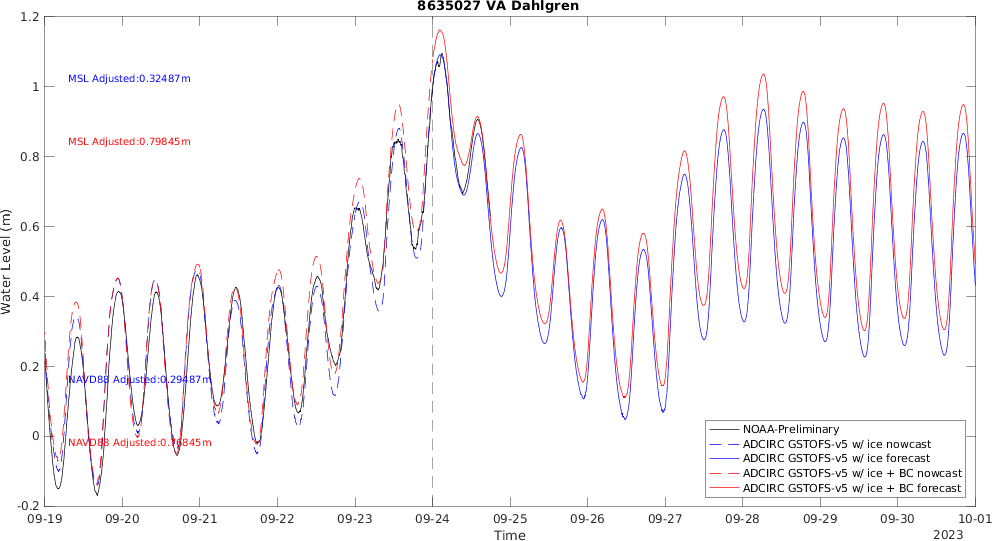 8635027 VA Dahlgren
1.2
1
0.8
0.6
0.4
0.2
0
-0.2
Water Level (m)
MSL Adjusted:0.32487m
MSL Adjusted:0.79845m
NAVD88 Adjusted:0.29487m
NAVD88 Adjusted:0.76845m
NOAA-Preliminary
ADCIRC GSTOFS-v5 w/ ice nowcast
ADCIRC GSTOFS-v5 w/ ice forecast
ADCIRC GSTOFS-v5 w/ ice + BC nowcast
ADCIRC GSTOFS-v5 w/ ice + BC forecast
09-19 09-20 09-21 09-22 09-23 09-24 09-25 09-26 09-27 09-28 09-29 09-30 10-01
Time
2023